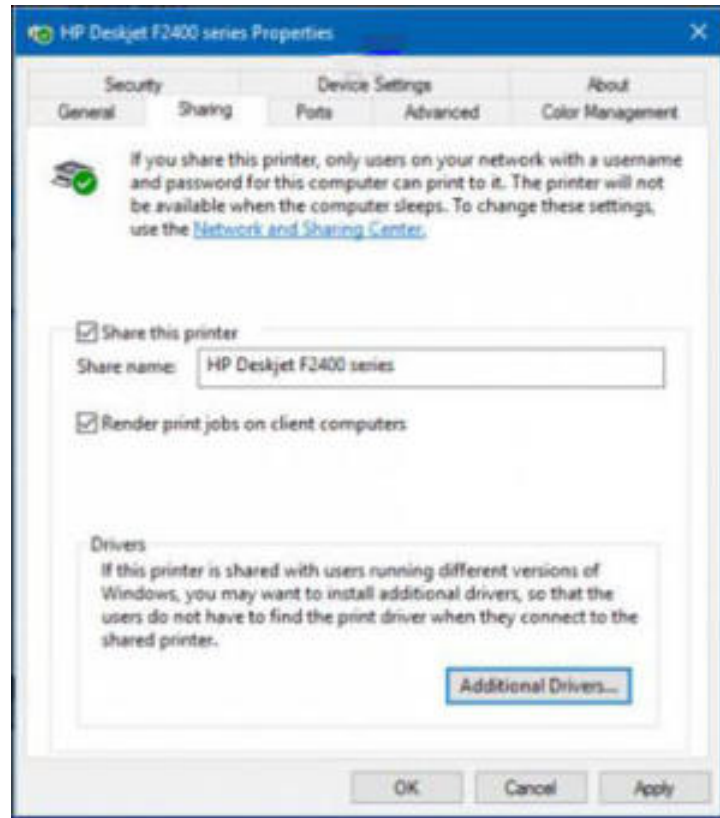 HP Deskjet F2400 series Properties
Security Device Settings About
General Sharing Ports Advanced Color Management
If you share this printer, only users on your network with a username
and password for this computer can print to it. The printer will not
be available when the computer sleeps. To change these settings,
use the Network and Sharing Center.
Share this printer
Share name: HP Deskjet F2400 series
Render print jobs on client computers
Drivers
If this printer is shared with users running different versions of
Windows, you may want to install additional drivers, so that the
users do not have to find the print driver when they connect to the
shared printer.
Additional Drivers...
OK Cancel Apply